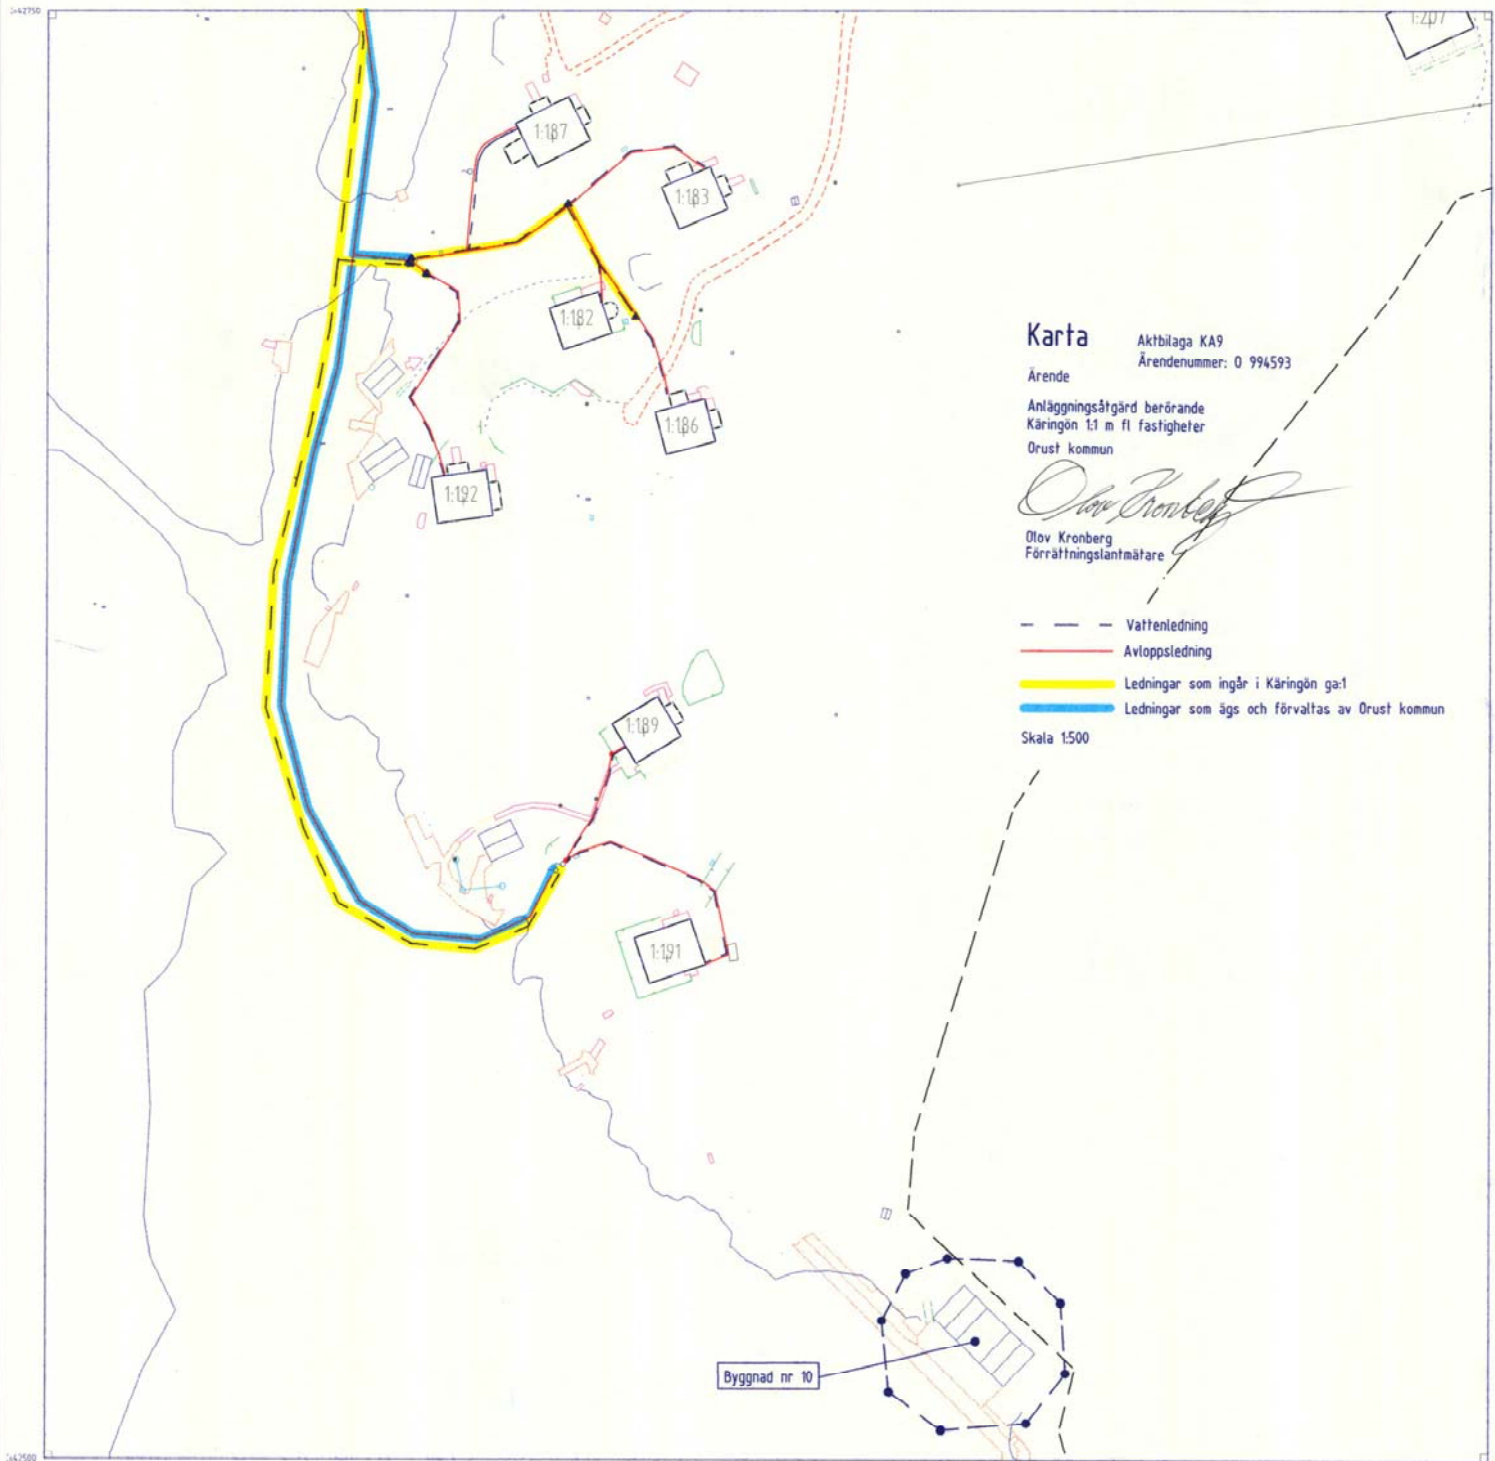 1:207
1:187
1:183
1:182
1:186
1:192
Karta
Aktbilaga KA9
Ärendenummer: O 994593
Ärende
Anläggningsåtgärd berörande
Käringön 1:1 m fl fastigheter
Orust kommun
Olov Kronberg
Olov Kronberg
Förrättningslantmätare
Vattenledning
Avloppsledning
Ledningar som ingår i Käringön ga:1
Ledningar som ägs och förvaltas av Orust kommun
Skala 1:500
1:189
1:191
Byggnad nr 10